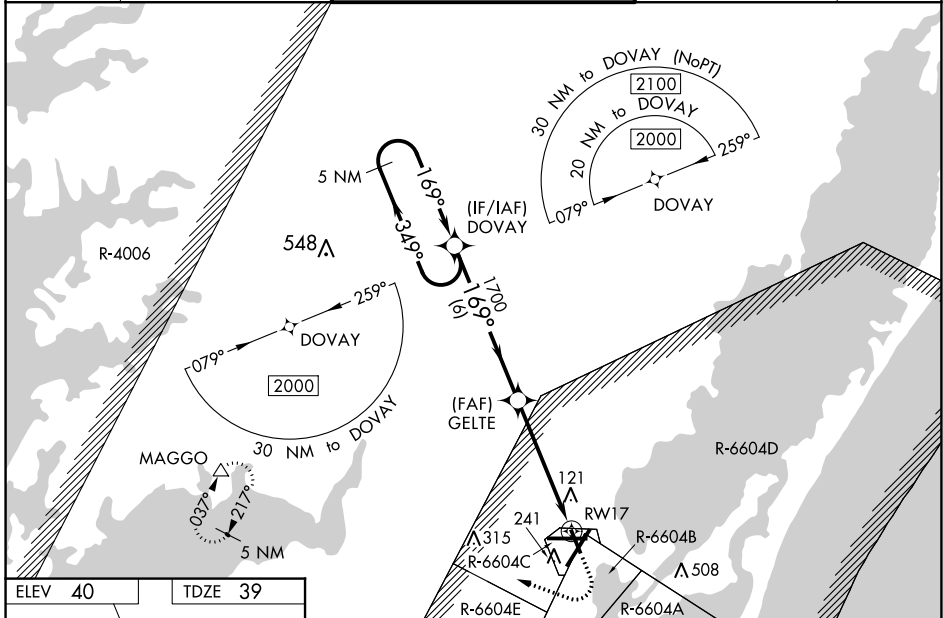 30 NM to DOVAY (NoPT)
2100
20 NM to DOVAY
2000
259°
079°
DOVAY
5 NM
169°
349°
(IF/IAF)
DOVAY
R-4006
548
1700
169°
(6)
259°
DOVAY
079°
2000
30 NM to DOVAY
(FAF)
GELTE
R-6604D
MAGGO
037°
217°
5 NM
121
RW17
241
315
R-6604C
R-6604B
508
R-6604E
R-6604A
ELEV 40
TDZE 39